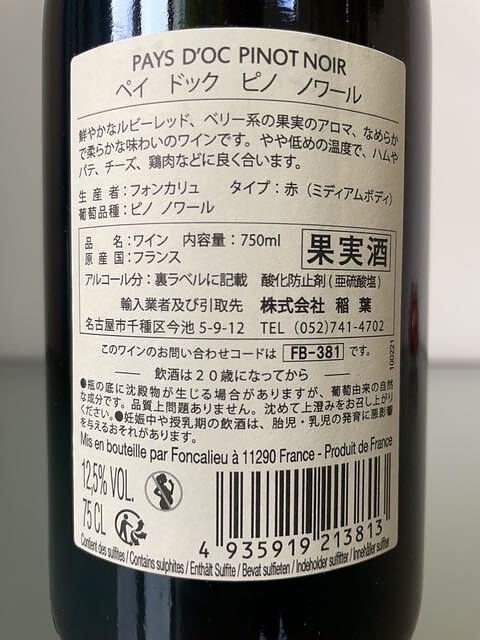 PAYS D'OC PINOT NOIR
ペイ ドック ピノ ノワール
鮮やかなルビーレッド、ベリー系の果実のアロマ、なめらか
で柔らかな味わいのワインです。やや低めの温度で、ハムや
パテ、チーズ、鶏肉などに良く合います。
生 産 者：フォンカリュ タイプ：赤（ミディアムボディ）
葡萄品種：ピノ ノワール
品 名：ワイン 内容量：750ml
原 産 国：フランス
果実酒
アルコール分：裏ラベルに記載 酸化防止剤（亜硫酸塩）
輸入業者及び引取先 株式会社 稲 葉
名古屋市千種区今池 5-9-12 TEL（052）741-4702
このワインのお問い合わせコードは FB-381 です。
100221
飲酒は２０歳になってから
●瓶の底に沈殿物が生じる場合がありますが、葡萄由来の自然
な成分です。品質上問題ありません。沈めて上澄みをお召し上がり
ください。●妊娠中や授乳期の飲酒は、胎児・乳児の発育に悪影響
を与えるおそれがあります。
Mis en bouteille par Foncalieu à 11290 France - Produit de France
12,5% VOL.
75 CL
4 935919 213813
Content des sulfites / Contains sulphites / Enthält Sulfite / Bevat sulfieten / Indeholder sulfitter / Innehåller sulfiter